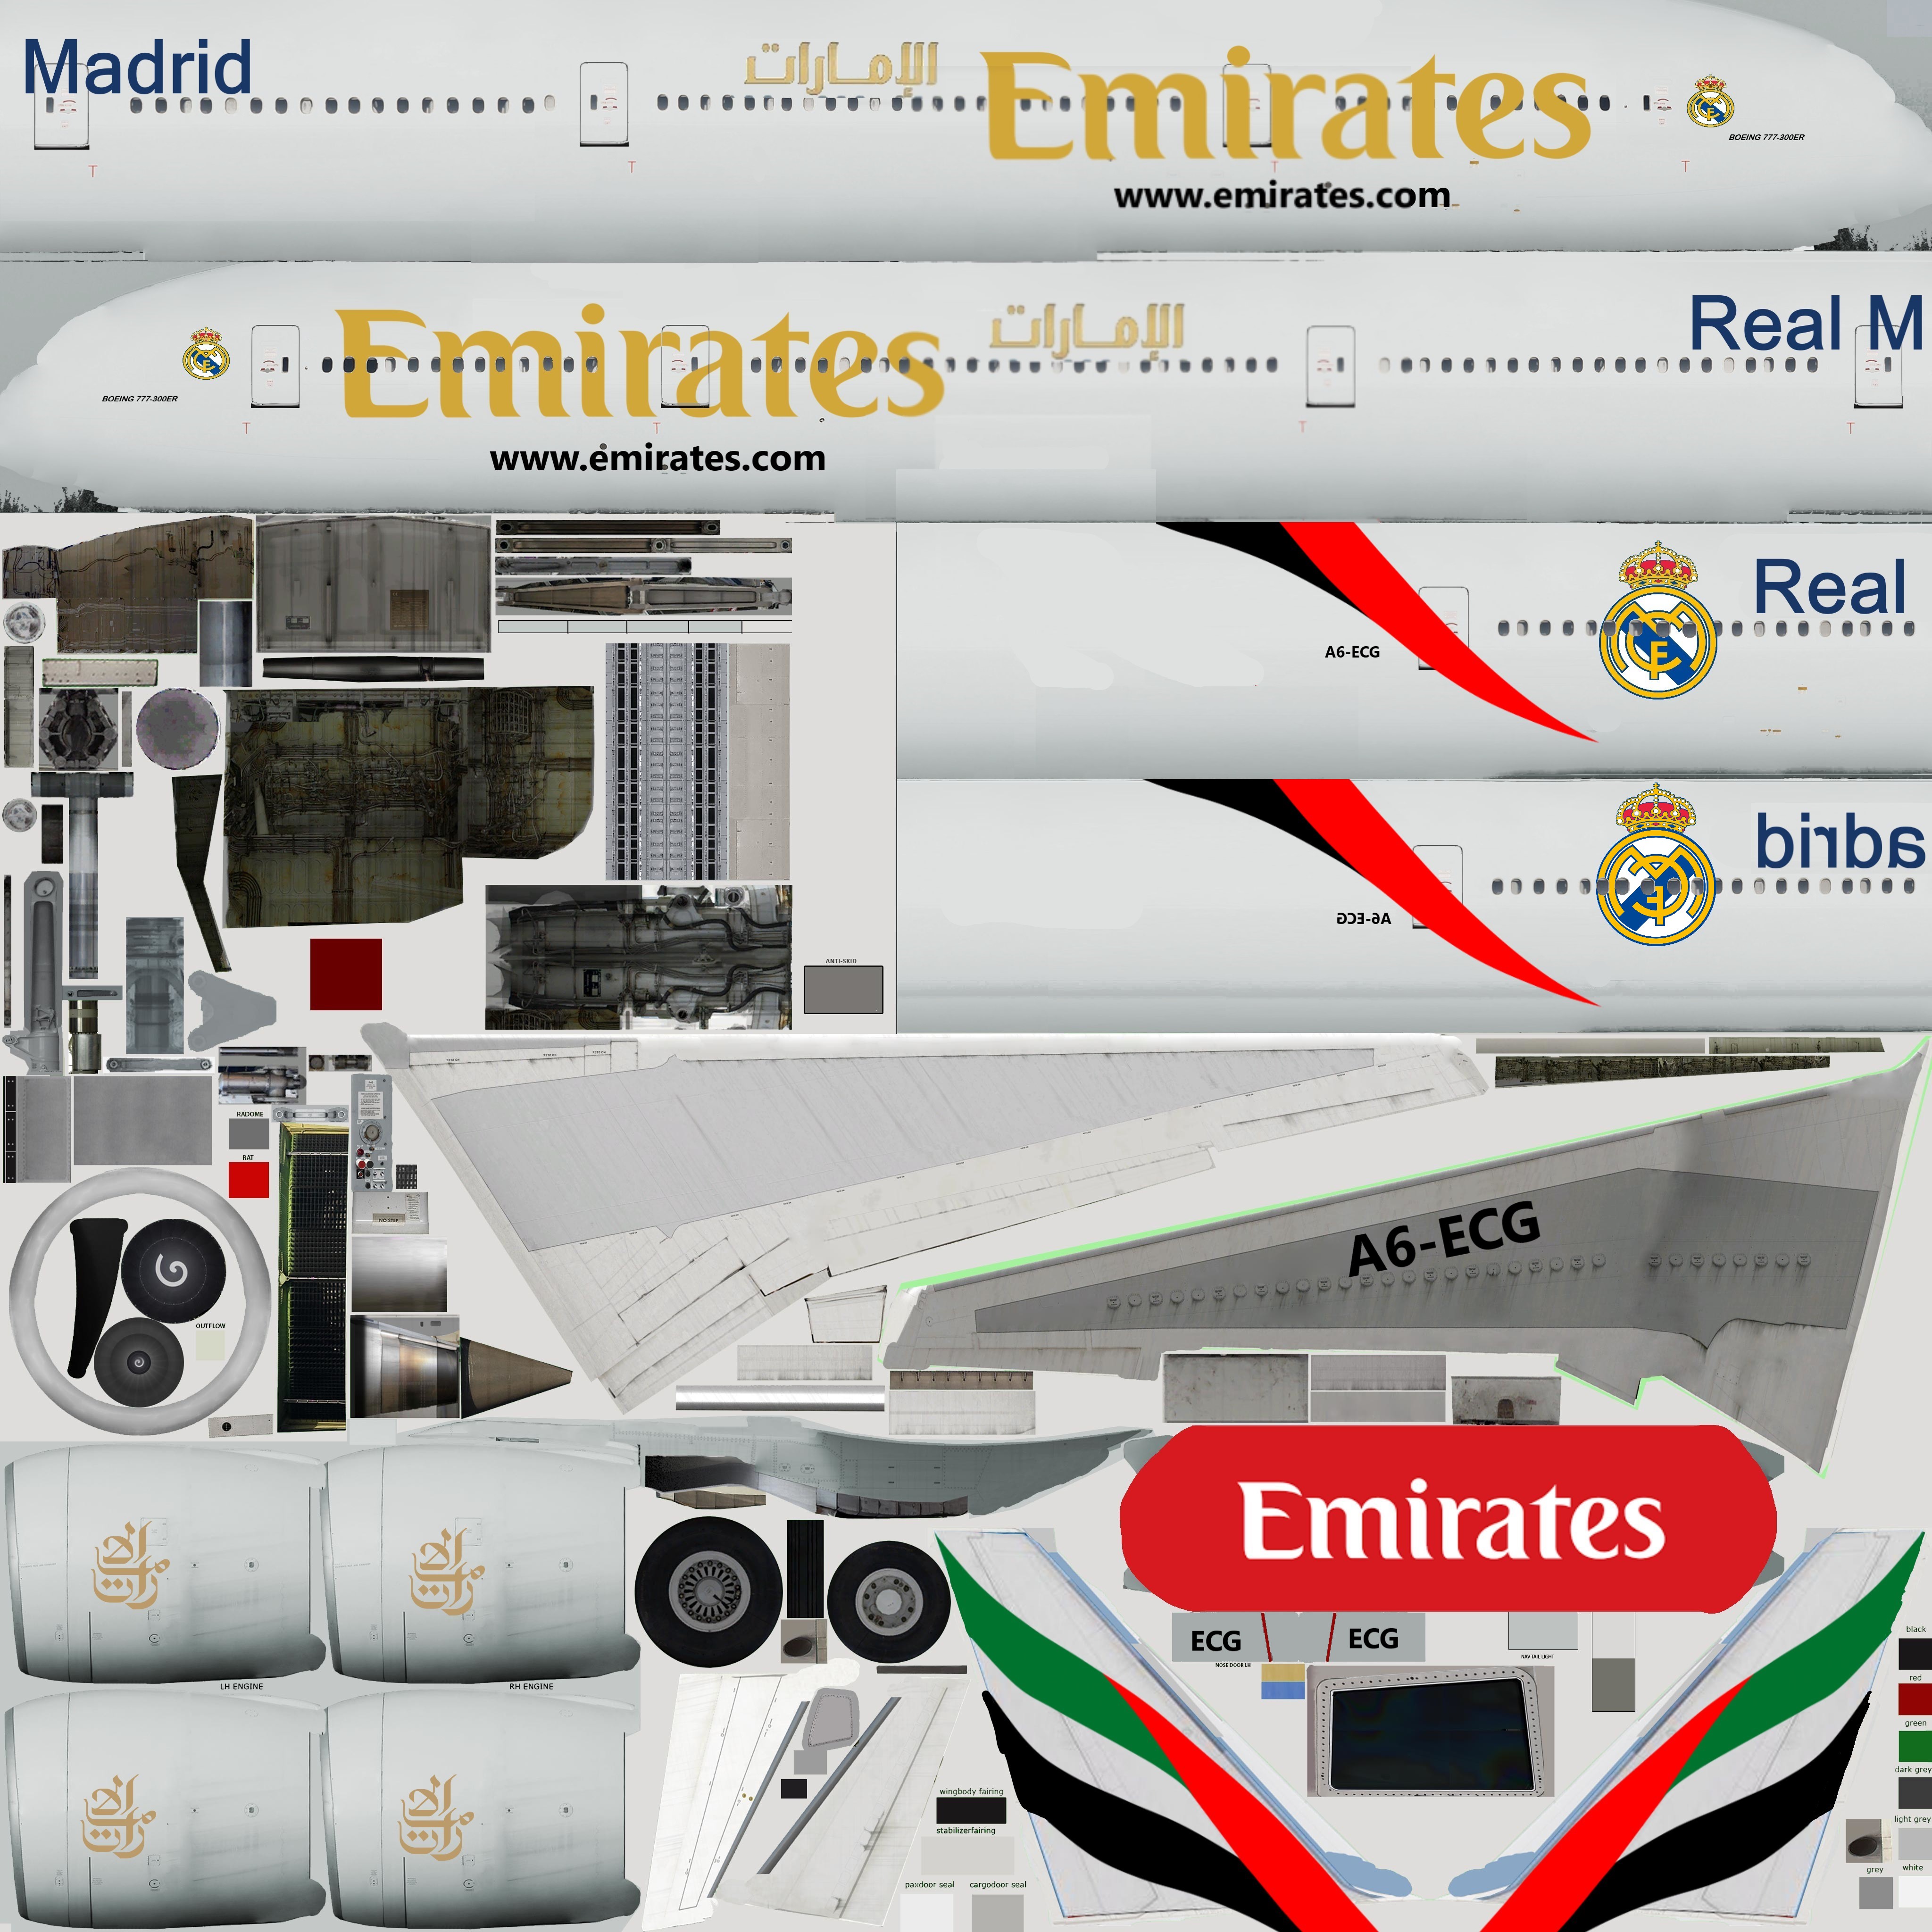 Madrid
الإمارات
Emirates
BOEING 777-300ER
www.emirates.com
Emirates
الإمارات
Real M
BOEING 777-300ER
www.emirates.com
Real
A6-ECG
adrid
A6-ECG
ANTI-SKID
RADOME
RAT
NO STEP
OUTFLOW
A6-ECG
Emirates
ECG
ECG
NOSE DOOR LH
NAV TAIL LIGHT
LH ENGINE
RH ENGINE
black
red
green
dark grey
light grey
white
grey
wingbody fairing
stabilizerfairing
paxdoor seal
cargodoor seal